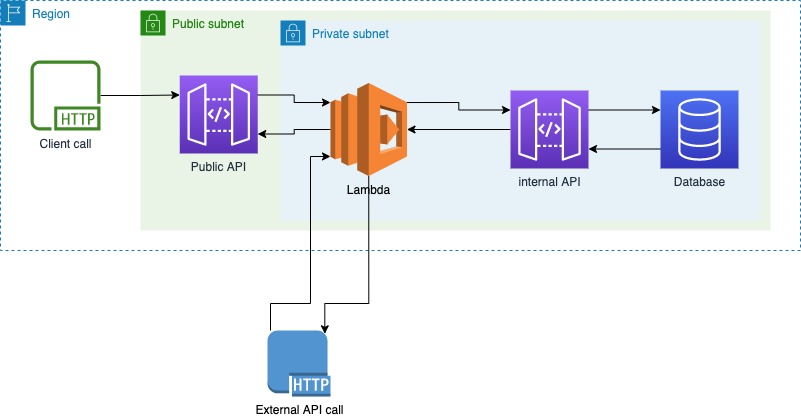 Region
Public subnet
Private subnet
HTTP
Client call
</>
Public API
Lambda
</>
internal API
Database
HTTP
External API call